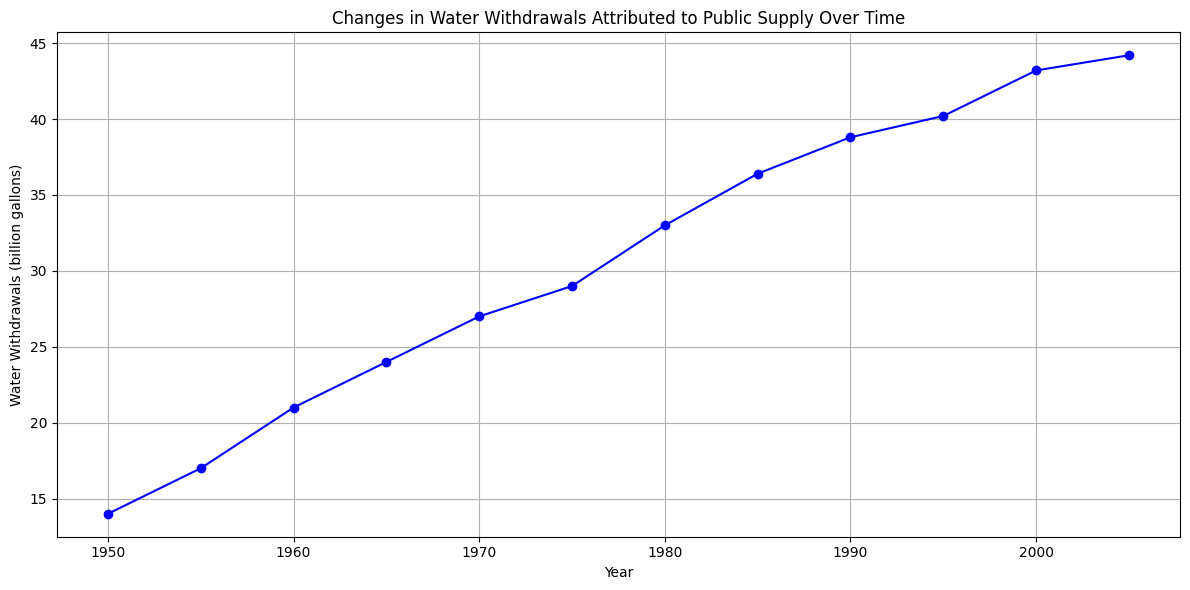 Changes in Water Withdrawals Attributed to Public Supply Over Time
Water Withdrawals (billion gallons)
45
40
35
30
25
20
15
1950 1960 1970 1980 1990 2000
Year